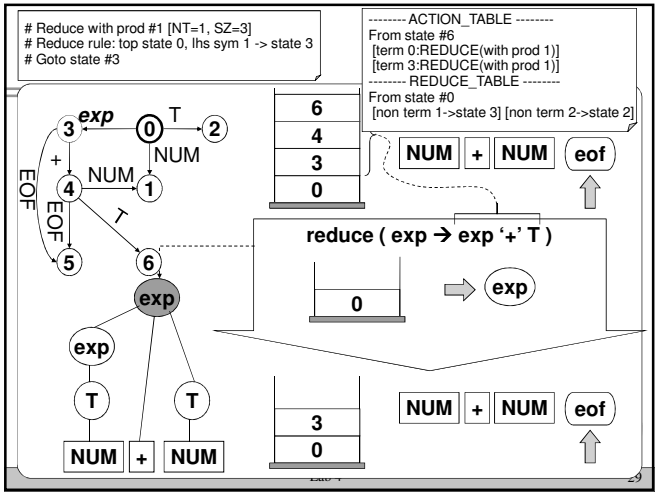 # Reduce with prod #1 [NT=1, SZ=3]
# Reduce rule: top state 0, lhs sym 1 -> state 3
# Goto state #3
-------- ACTION_TABLE --------
From state #6
[term 0:REDUCE(with prod 1)]
[term 3:REDUCE(with prod 1)]
-------- REDUCE_TABLE --------
From state #0
[non term 1->state 3] [non term 2->state 2]
exp T
3 0 2
+ NUM
4 NUM 1
EOF EOF T
5 6
6
4
3
0
NUM + NUM eof
reduce ( exp → exp ‘+’ T )
0 exp
exp
exp
T T
NUM + NUM
3
0
NUM + NUM eof
29